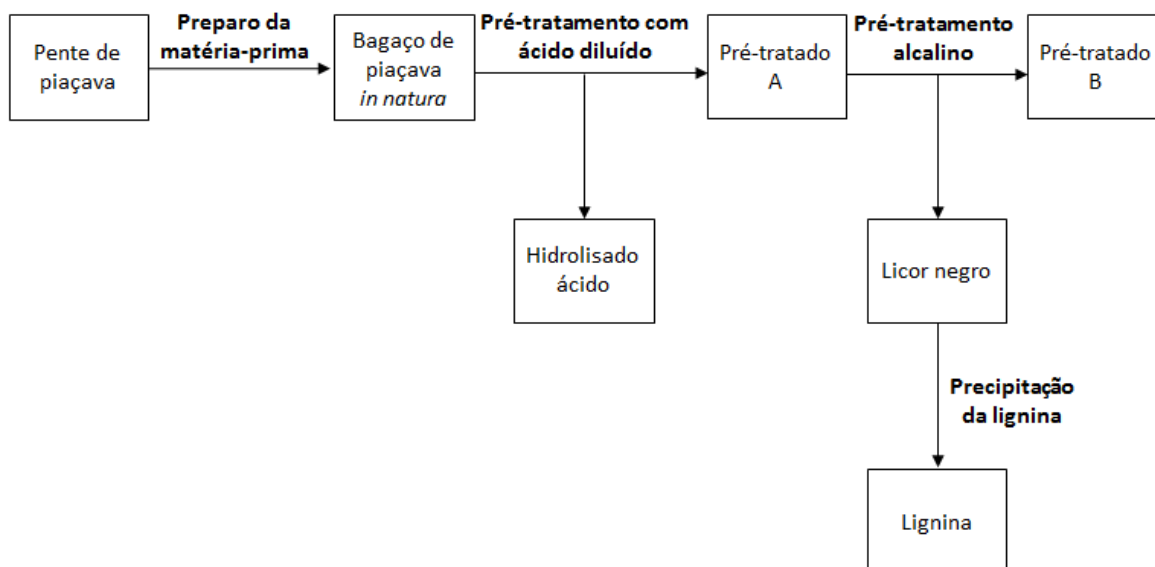 Pente de
piaçava
Preparo da
matéria-prima
Bagaço de
piaçava
in natura
Pré-tratamento com
ácido diluído
Pré-tratado
A
Pré-tratamento
alcalino
Pré-tratado
B
Hidrolisado
ácido
Licor negro
Precipitação
da lignina
Lignina